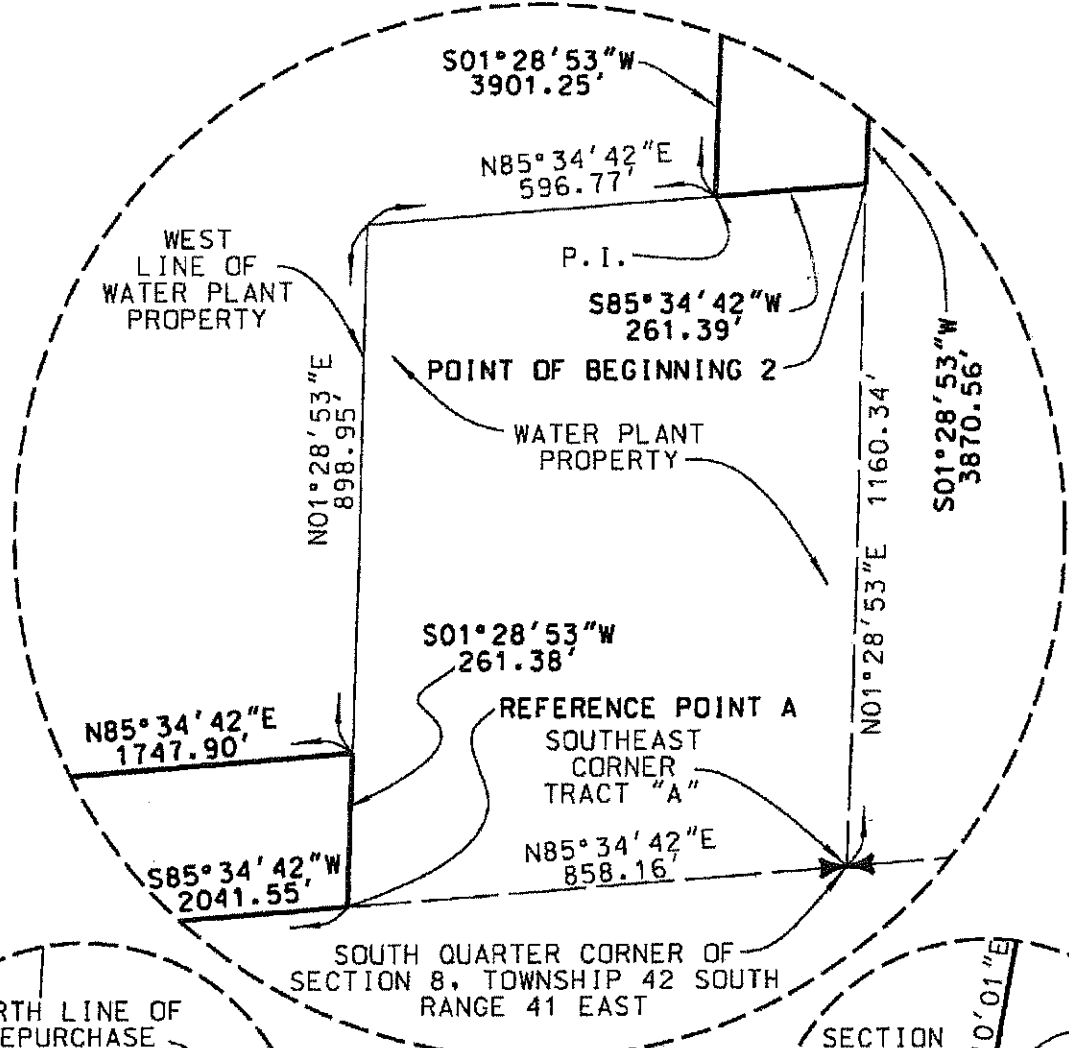 S01°28'53"W
3901.25'
N85°34'42"E
596.77'
WEST
LINE OF
WATER PLANT
PROPERTY
P.I.
S85°34'42"W
261.39'
POINT OF BEGINNING 2
S01°28'53"W
3870.56'
WATER PLANT
PROPERTY
N01°28'53"E
898.95'
N01°28'53"E 1160.34'
S01°28'53"W
261.38'
REFERENCE POINT A
N85°34'42"E
1747.90'
SOUTHEAST
CORNER
TRACT "A"
N85°34'42"E
858.16'
S85°34'42"W
2041.55'
SOUTH QUARTER CORNER OF
SECTION 8, TOWNSHIP 42 SOUTH
RANGE 41 EAST
RTH LINE OF
EPURCHASE
SECTION
0'01"E